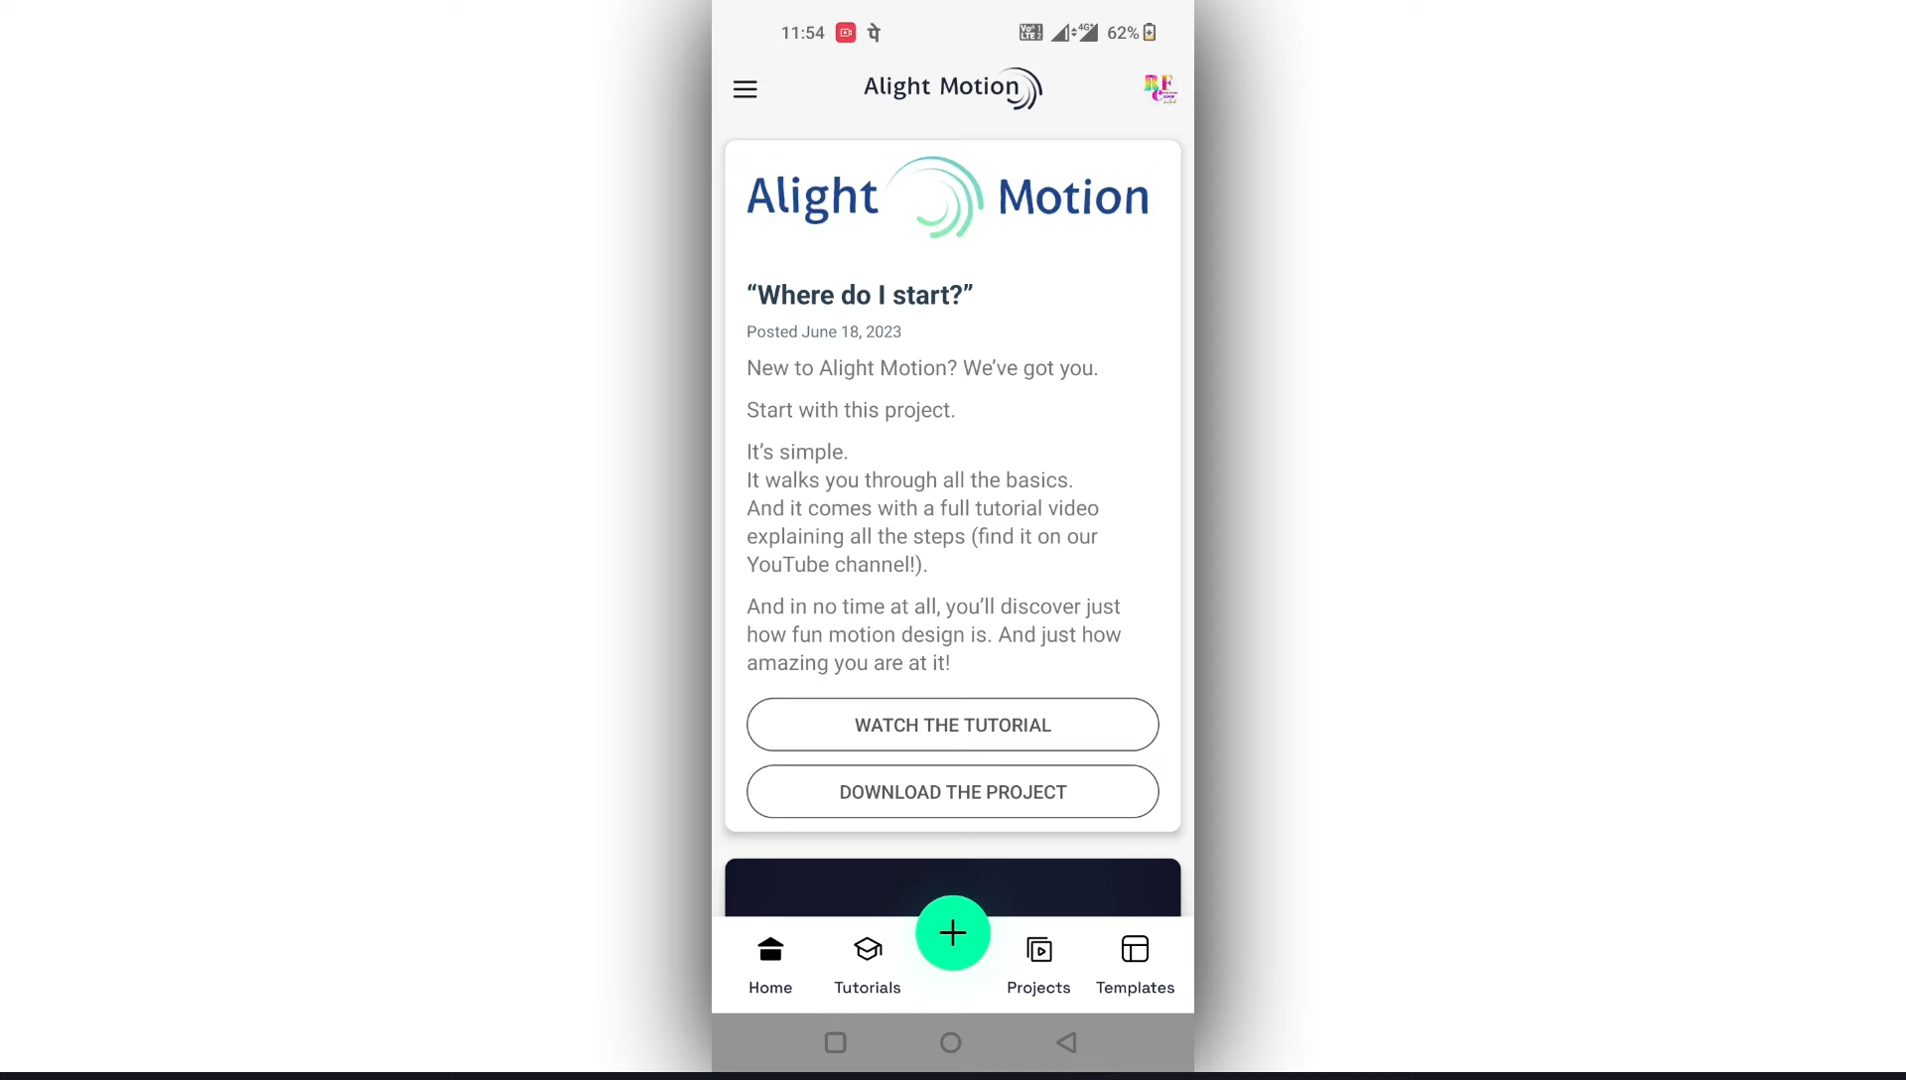 11:54 पे 4G+ 62%
Alight Motion
Alight Motion
“Where do I start?”
Posted June 18, 2023
New to Alight Motion? We’ve got you.
Start with this project.
It’s simple.
It walks you through all the basics.
And it comes with a full tutorial video
explaining all the steps (find it on our
YouTube channel!).
And in no time at all, you’ll discover just
how fun motion design is. And just how
amazing you are at it!
WATCH THE TUTORIAL
DOWNLOAD THE PROJECT
Home Tutorials Projects Templates